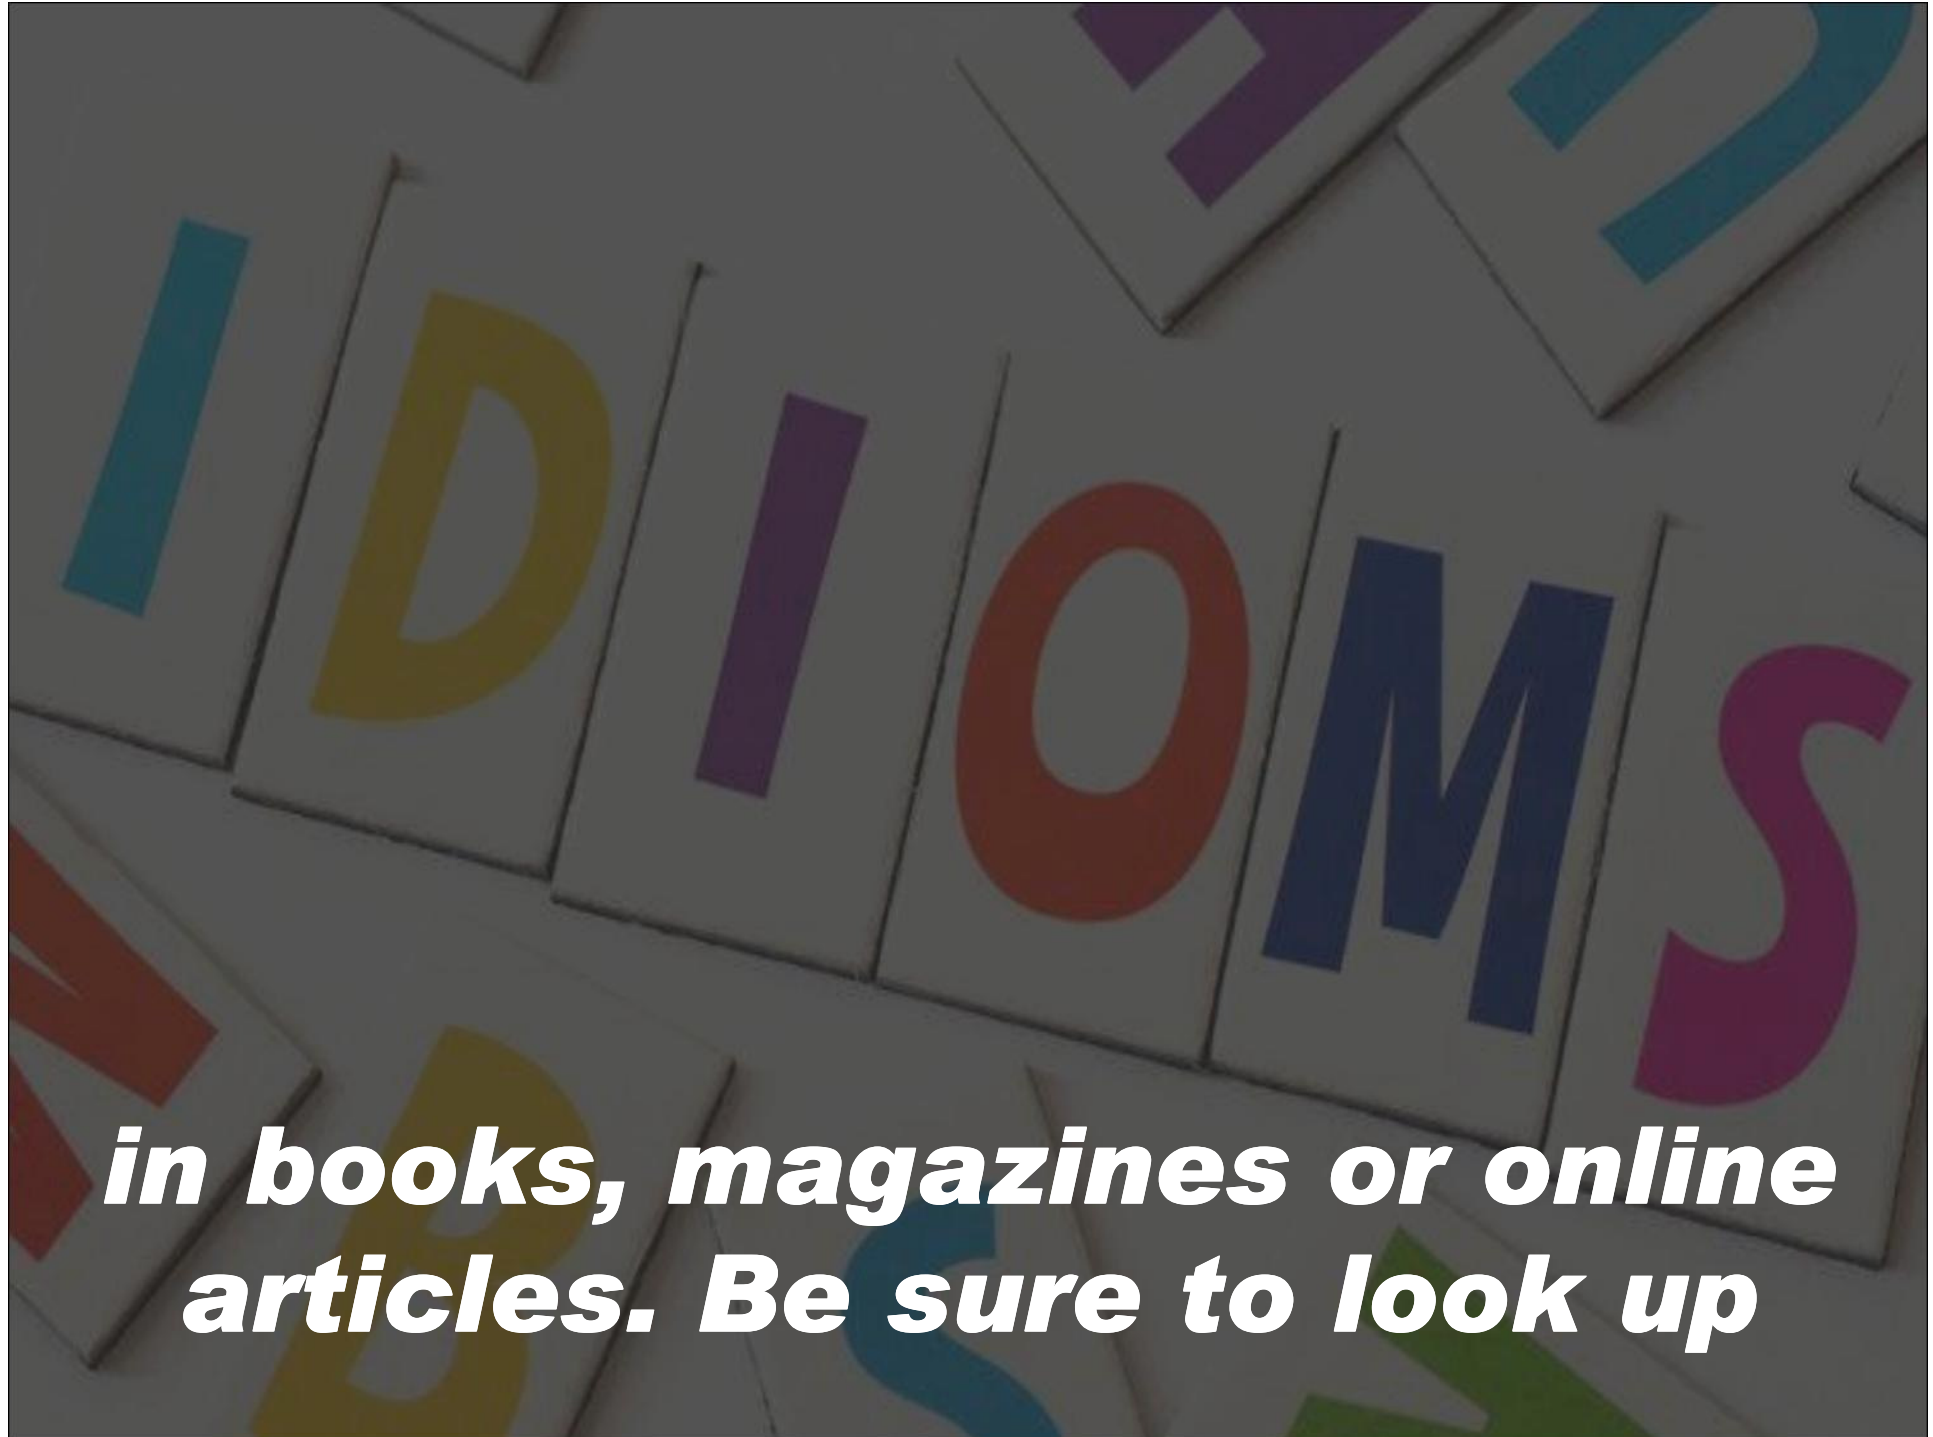 IDIOMS
in books, magazines or online
articles. Be sure to look up